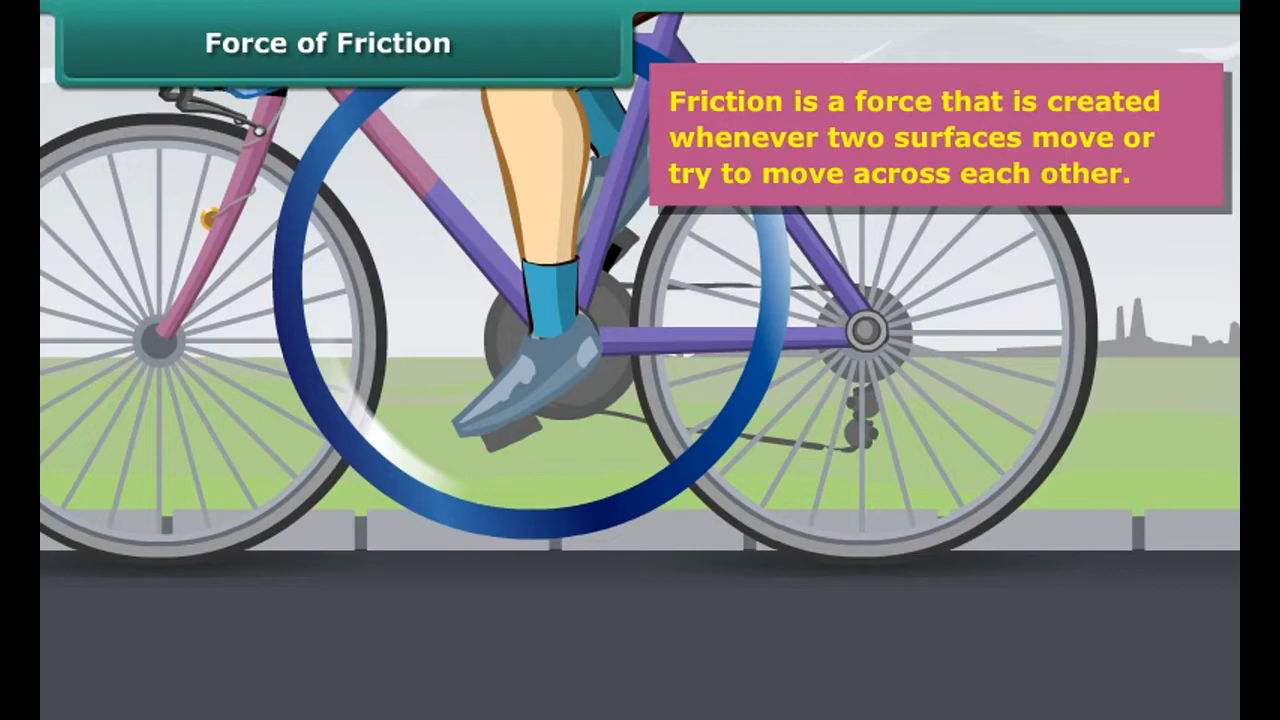 Force of Friction
Friction is a force that is created
whenever two surfaces move or
try to move across each other.